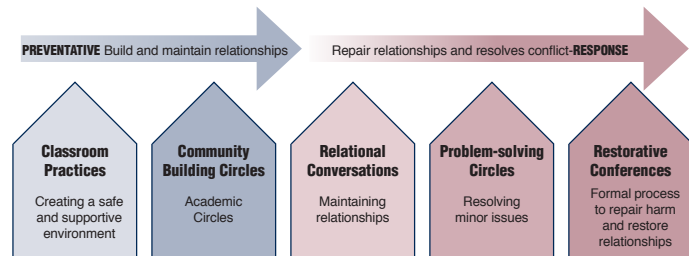 PREVENTATIVE Build and maintain relationships
Repair relationships and resolves conflict-RESPONSE
Classroom
Practices
Creating a safe
and supportive
environment
Community
Building Circles
Academic
Circles
Relational
Conversations
Maintaining
relationships
Problem-solving
Circles
Resolving
minor issues
Restorative
Conferences
Formal process
to repair harm
and restore
relationships